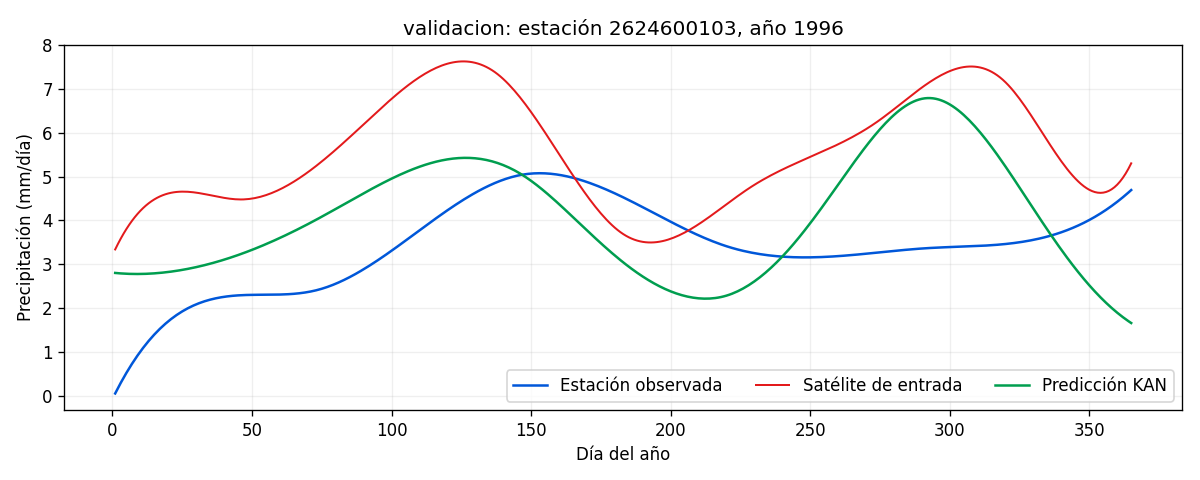 validacion: estación 2624600103, año 1996
Precipitación (mm/día)
8
7
6
5
4
3
2
1
0
0 50 100 150 200 250 300 350
Día del año
Estación observada Satélite de entrada Predicción KAN